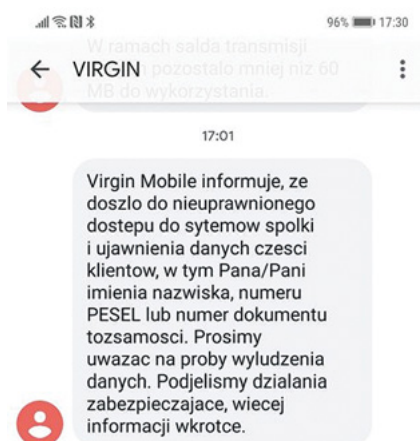 96% 17:30
W ramach salda transmisji
VIRGIN pozostalo mniej niz 60
MB do wykorzystania.
17:01
Virgin Mobile informuje, ze
doszlo do nieuprawnionego
dostepu do sytemow spolki
i ujawnienia danych czesci
klientow, w tym Pana/Pani
imienia nazwiska, numeru
PESEL lub numer dokumentu
tozsamosci. Prosimy
uwazac na proby wyludzenia
danych. Podjelismy dzialania
zabezpieczajace, wiecej
informacji wkrotce.